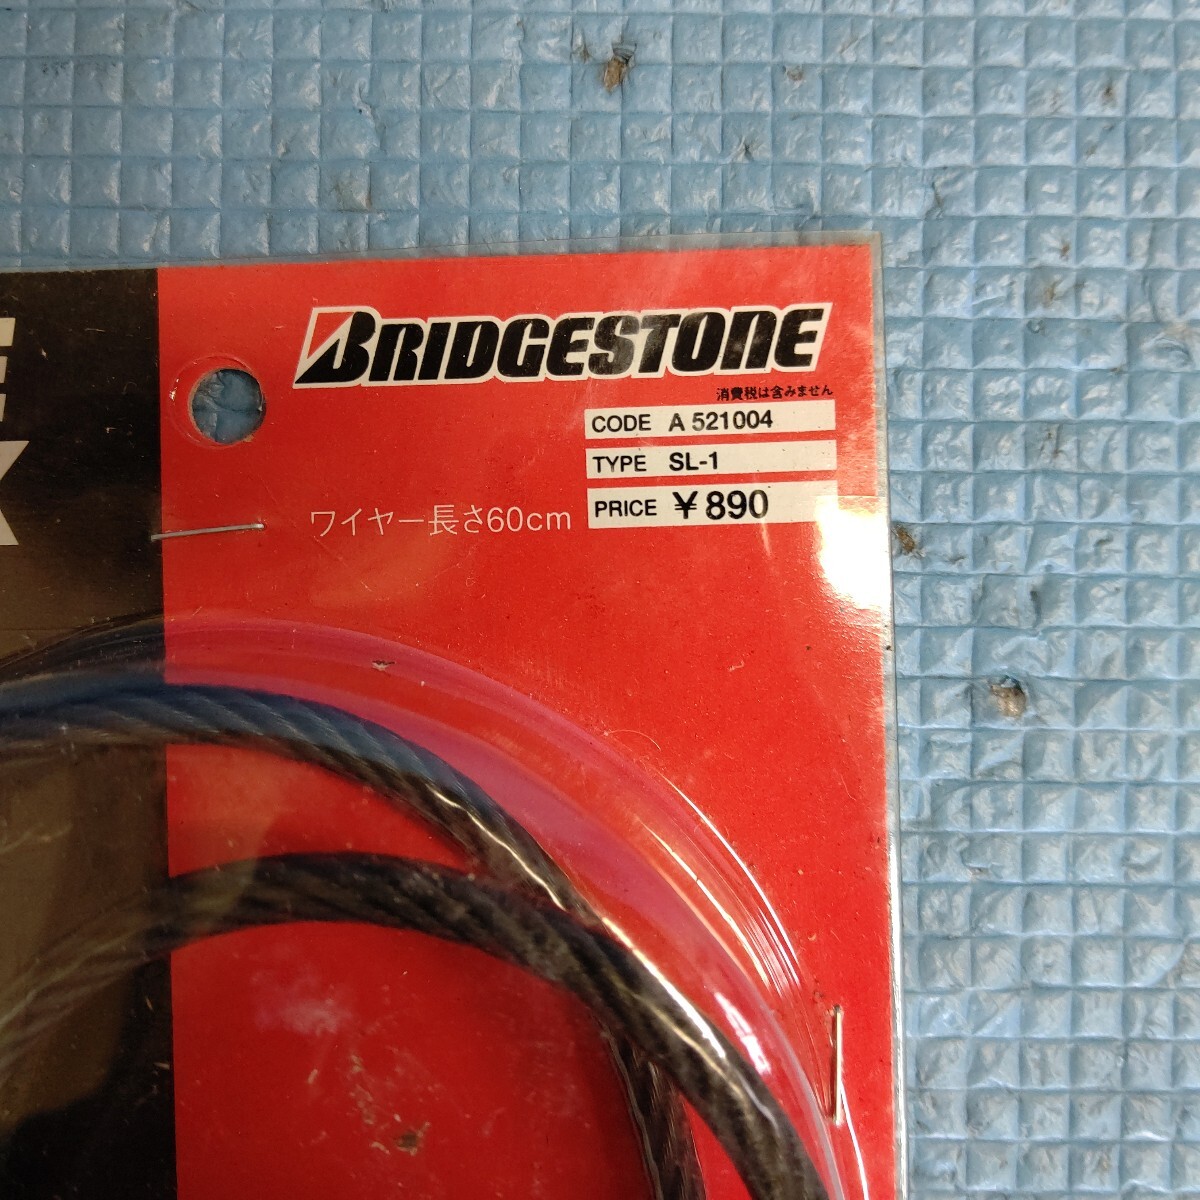 BRIDGESTONE
消費税は含みません
CODE A 521004
TYPE SL-1
PRICE ¥890
ワイヤー長さ60cm